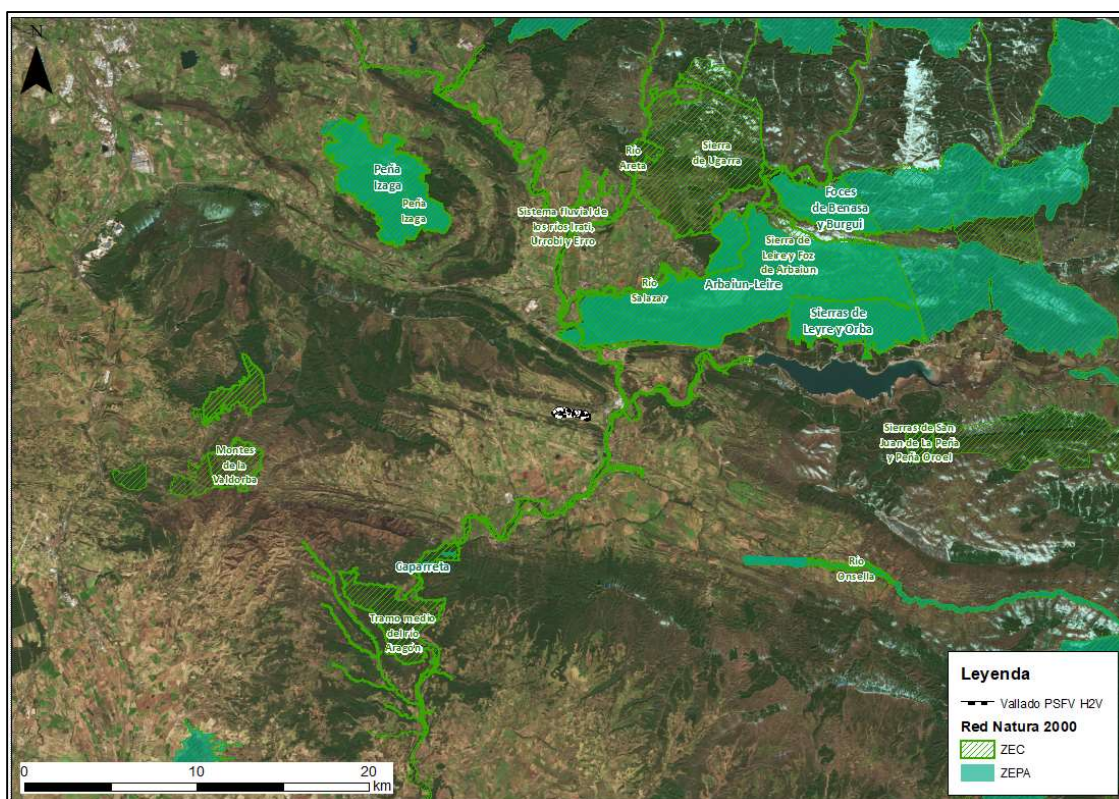 N
Peña
Izaga
Peña
Izaga
Río
Areta
Sierra
de Ugarra
Sistema fluvial de
los ríos Irati,
Urrobi y Erro
Foces
de Benasa
y Burgui
Sierra de
Leire y Foz
de Arbaiun
Arbaiun-Leire
Río
Salazar
Sierras de
Leyre y Orba
Sierras de San
Juan de La Peña
y Peña Oroel
Montes
de la
Valdorba
Caparreta
Río
Onsella
Tramo medio
del río
Aragón
Leyenda
Vallado PSFV H2V
Red Natura 2000
ZEC
ZEPA
0 10 20
km